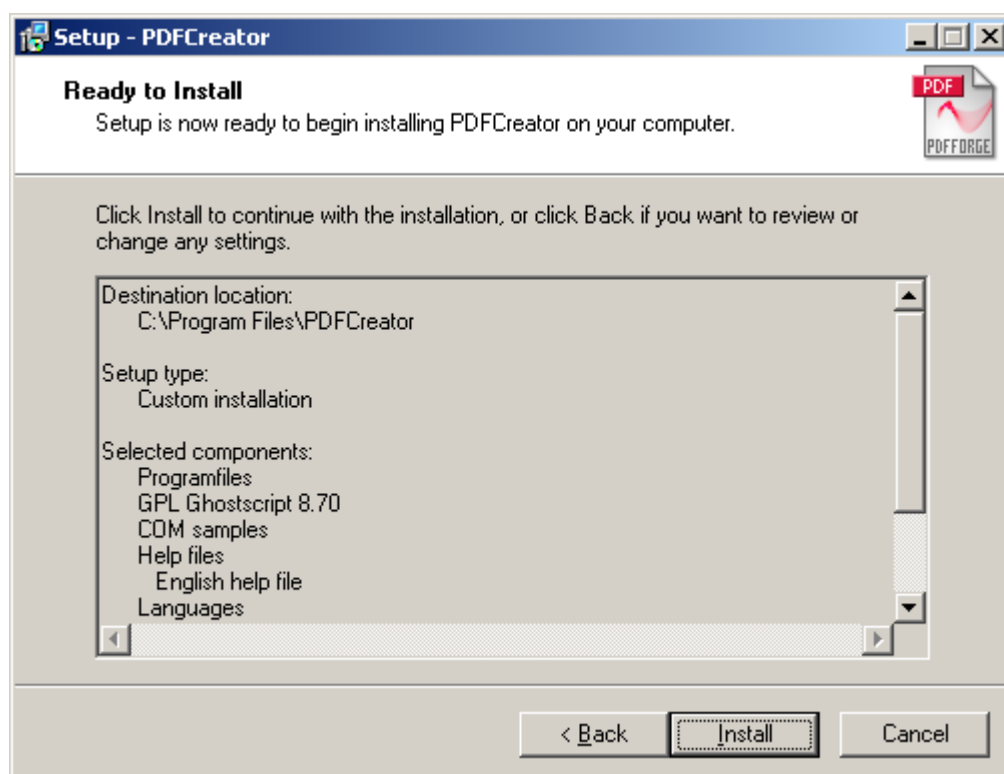 Setup - PDFCreator
Ready to Install
Setup is now ready to begin installing PDFCreator on your computer.
PDF
PDFFORGE
Click Install to continue with the installation, or click Back if you want to review or
change any settings.
Destination location:
C:\Program Files\PDFCreator
Setup type:
Custom installation
Selected components:
Programfiles
GPL Ghostscript 8.70
COM samples
Help files
English help file
Languages
< Back
Install
Cancel